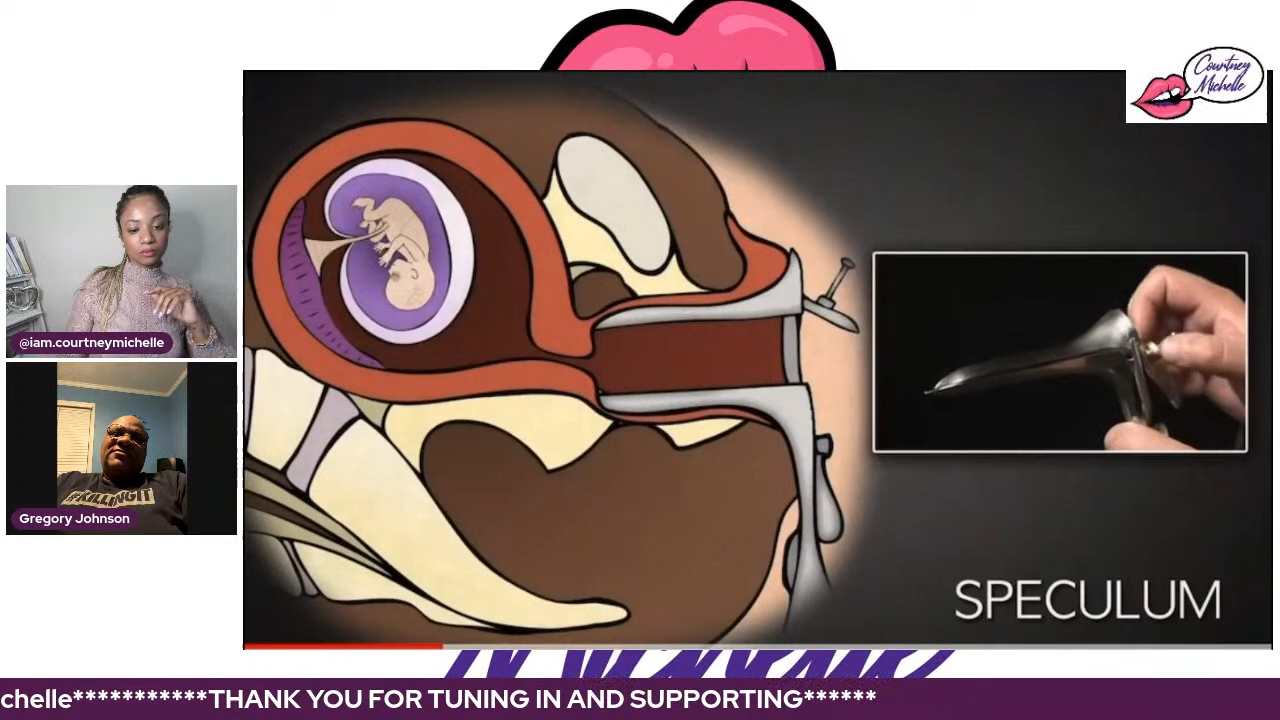 Courtney
Michelle
@iam.courtneymichelle
#KILLINGIT
Gregory Johnson
SPECULUM
chelle***********THANK YOU FOR TUNING IN AND SUPPORTING******